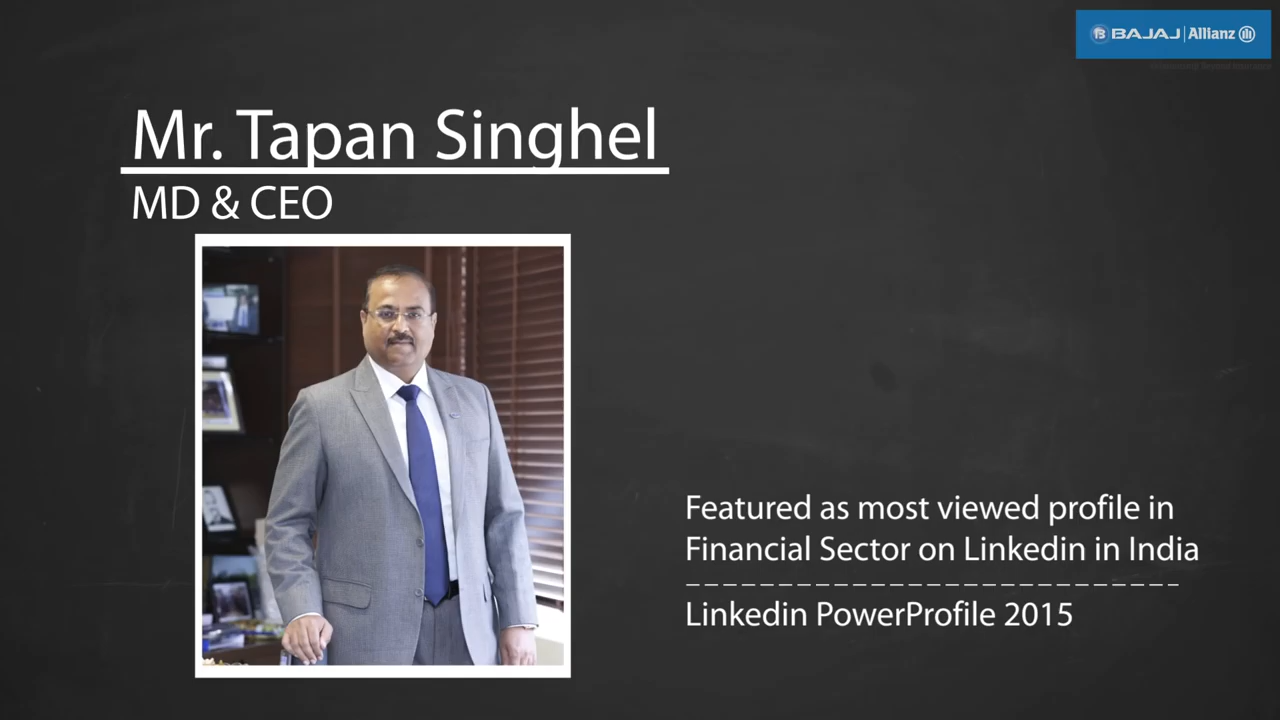 BAJAJ | Allianz
Mr. Tapan Singhel
MD & CEO
Featured as most viewed profile in
Financial Sector on Linkedin in India
Linkedin PowerProfile 2015